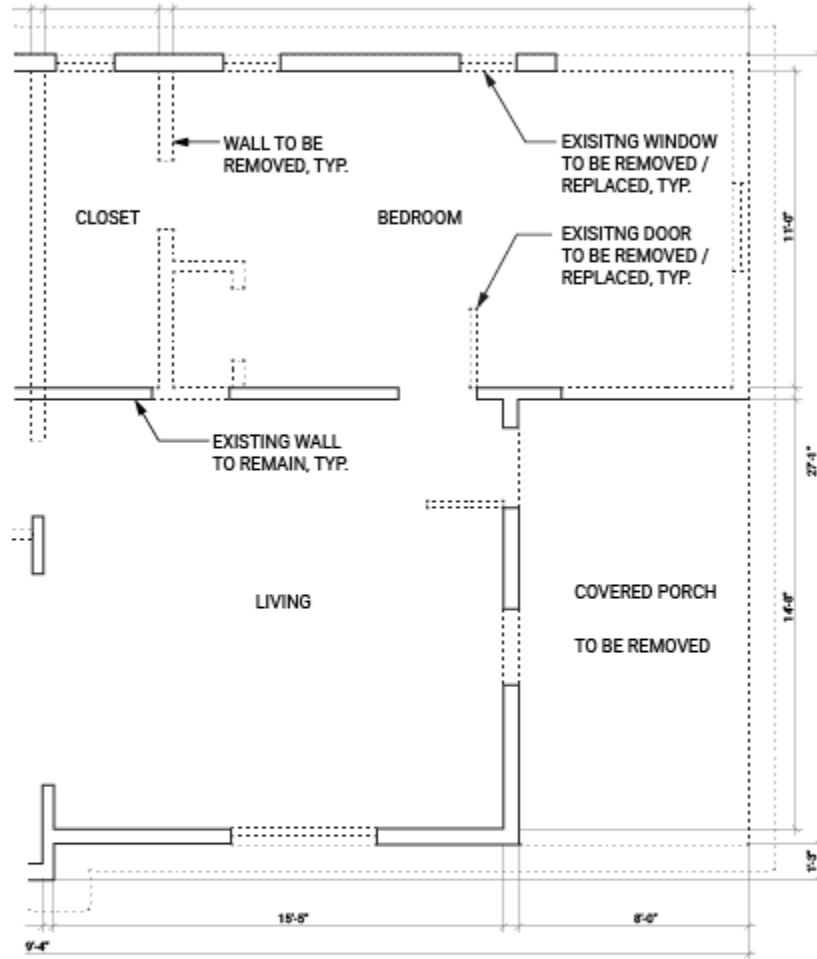 WALL TO BE
REMOVED, TYP.
EXISITNG WINDOW
TO BE REMOVED /
REPLACED, TYP.
CLOSET
BEDROOM
EXISITNG DOOR
TO BE REMOVED /
REPLACED, TYP.
11'-0"
EXISTING WALL
TO REMAIN, TYP.
27'-1"
LIVING
COVERED PORCH
TO BE REMOVED
1'-3"
15'-5"
8'-0"
9'-4"